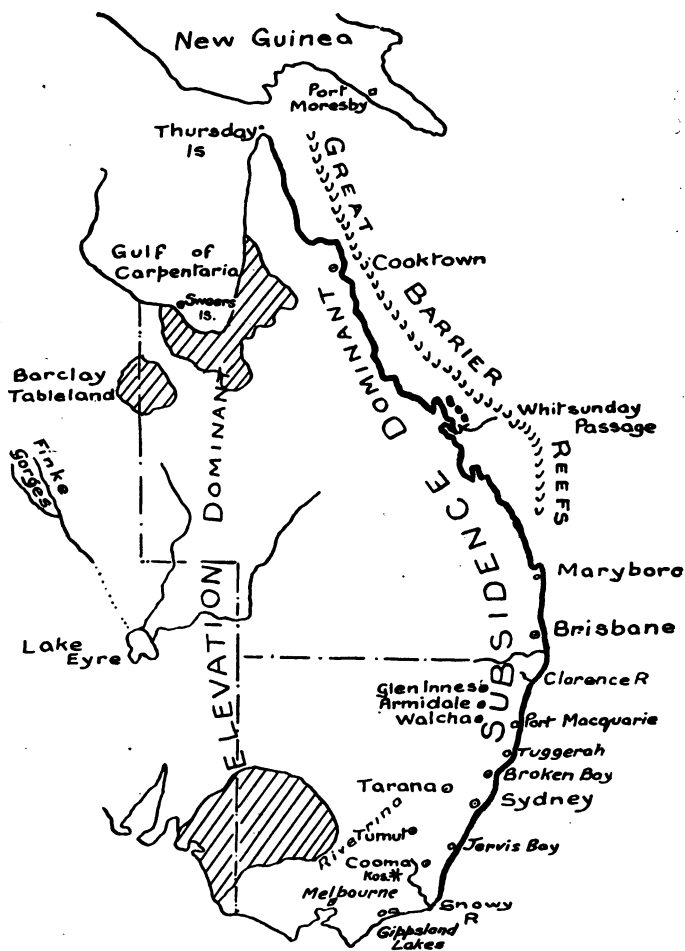 New Guinea
Port
Moresby
Thursday
Is
GREAT
BARRIER
REEFS
Gulf of
Carpentaria
Sweers
Is.
Cooktown
Barclay
Tableland
Whitsunday
Passage
Finke
Gorges
DOMINANT
ELEVATION
DOMINANT
SUBSIDENCE
Maryboro
Brisbane
Lake
Eyre
Clarence R
Glen Innes
Armidale
Walcha
Port Macquarie
Tuggerah
Broken Bay
Tarana
Sydney
Riverina
Tumut
Jervis Bay
Cooma
Kos.*
Melbourne
Snowy
R
Gippsland
Lakes